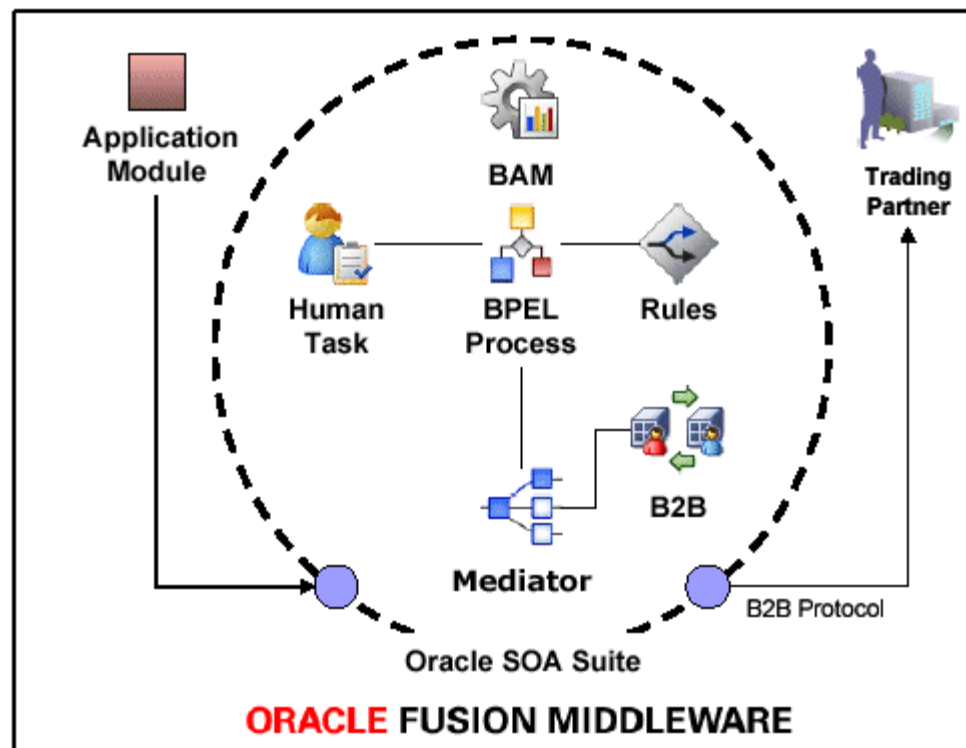 Application
Module
BAM
Trading
Partner
Human
Task
BPEL
Process
Rules
B2B
Mediator
B2B Protocol
Oracle SOA Suite
ORACLE FUSION MIDDLEWARE